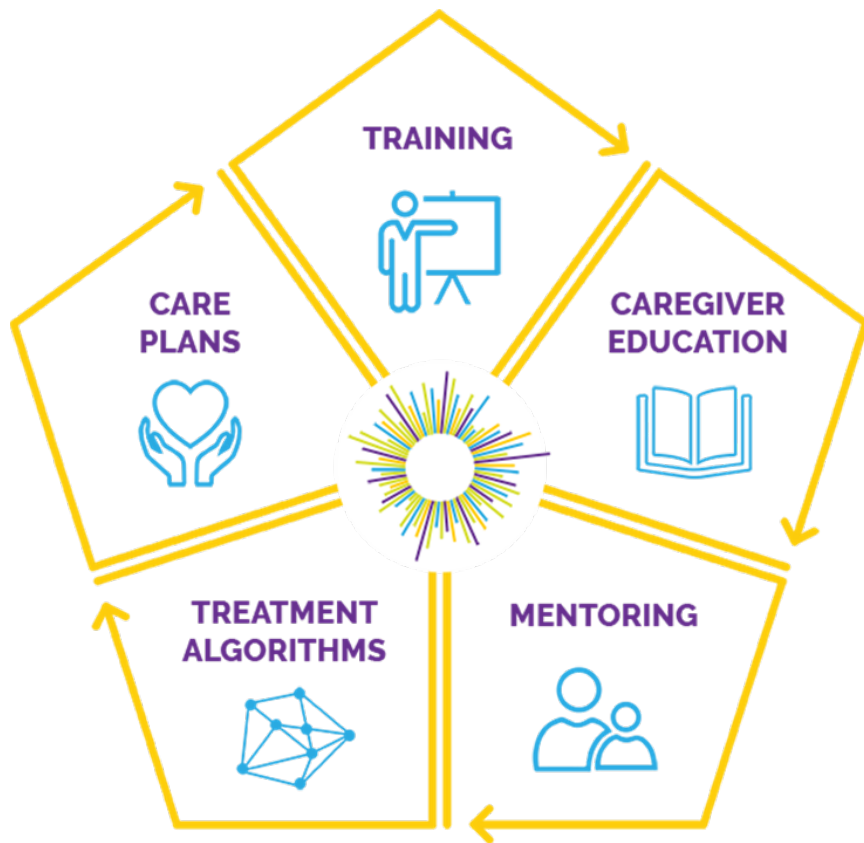 TRAINING
CAREGIVER
EDUCATION
MENTORING
TREATMENT
ALGORITHMS
CARE
PLANS